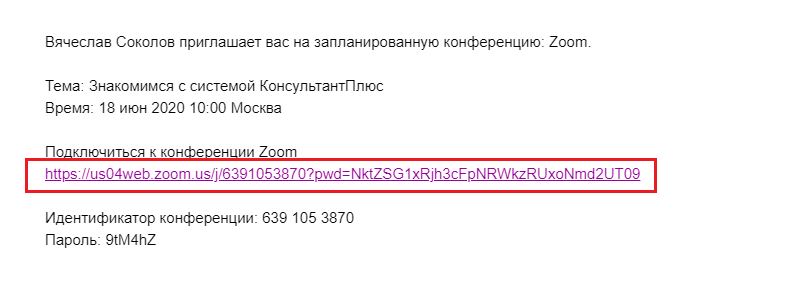 Вячеслав Соколов приглашает вас на запланированную конференцию: Zoom.
Тема: Знакомимся с системой КонсультантПлюс
Время: 18 июн 2020 10:00 Москва
Подключиться к конференции Zoom
https://us04web.zoom.us/j/6391053870?pwd=NktZSG1xRjh3cFpNRWkzRUxoNmd2UT09
Идентификатор конференции: 639 105 3870
Пароль: 9tM4hZ